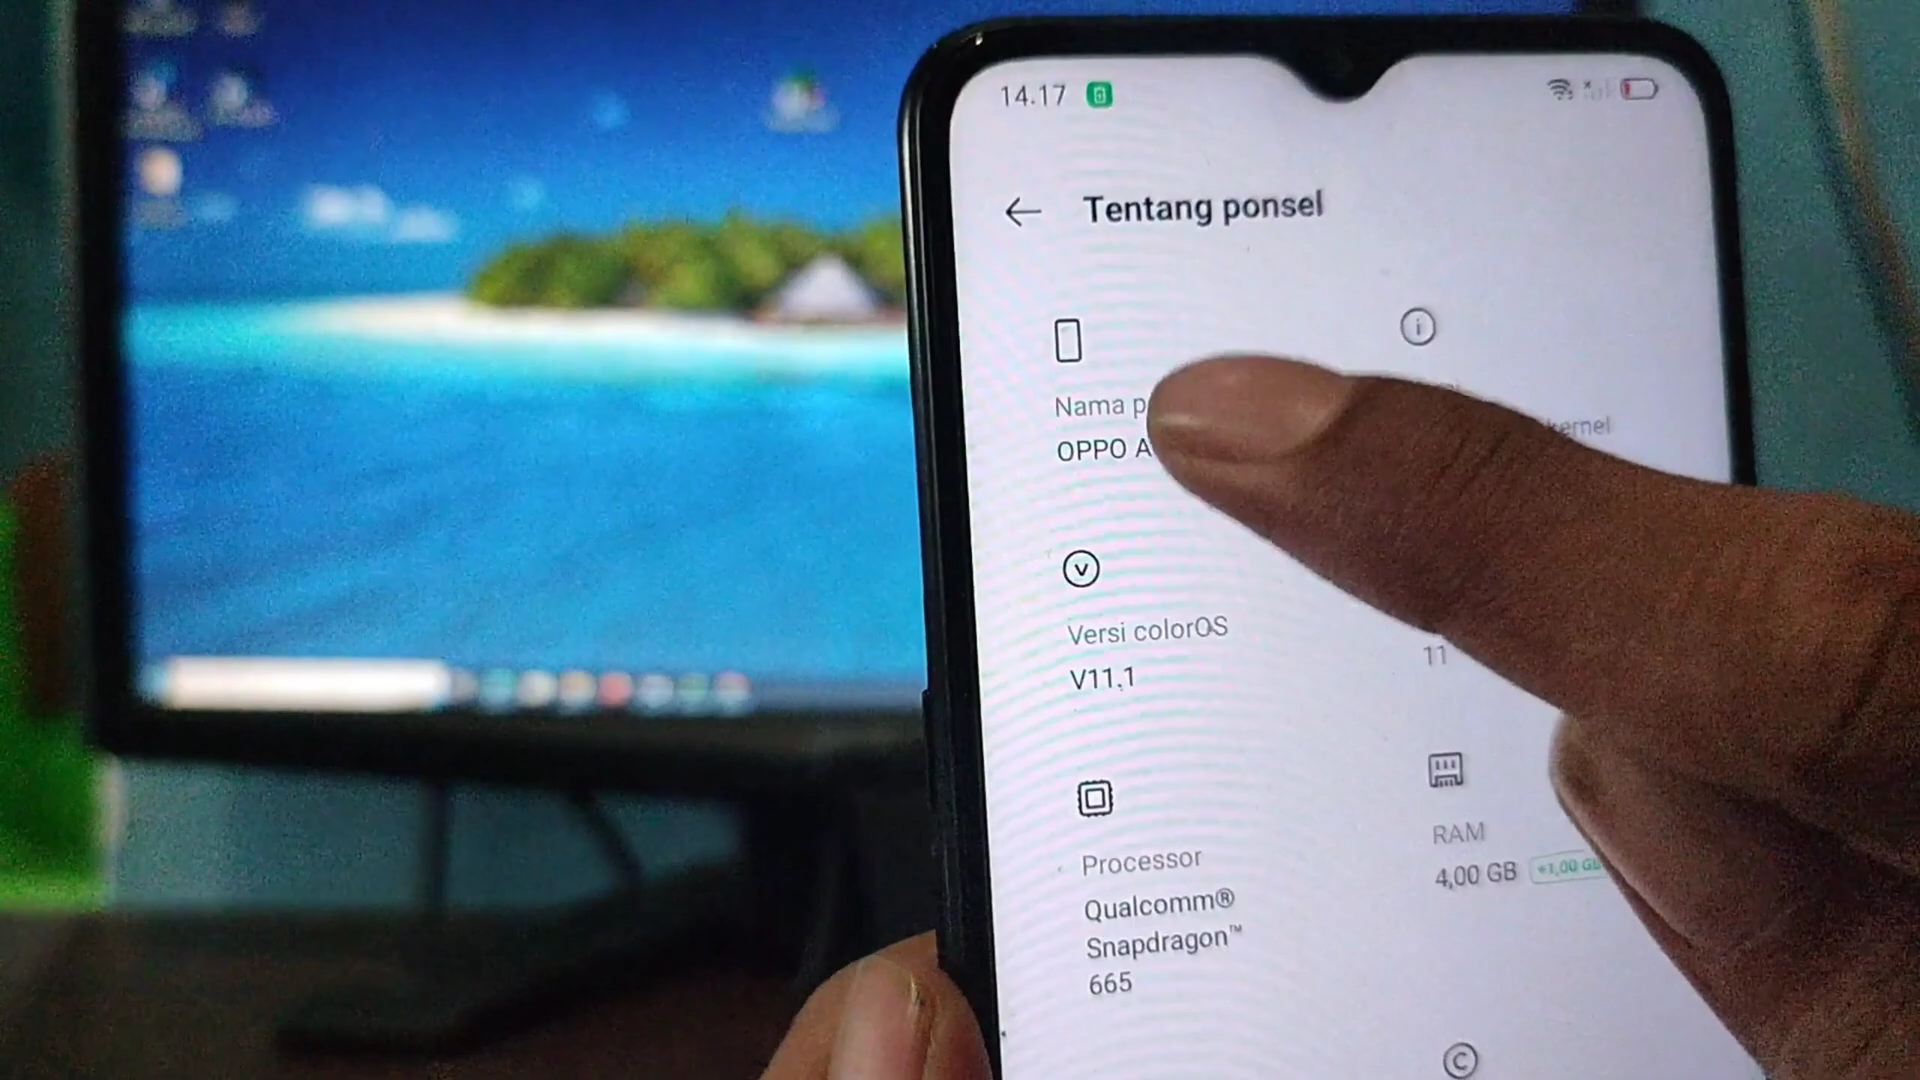 14.17
Tentang ponsel
Nama p
OPPO A
ernel
Versi colorOS
V11.1
11
Processor
Qualcomm®
Snapdragon™
665
RAM
4,00 GB
+1,00 GB